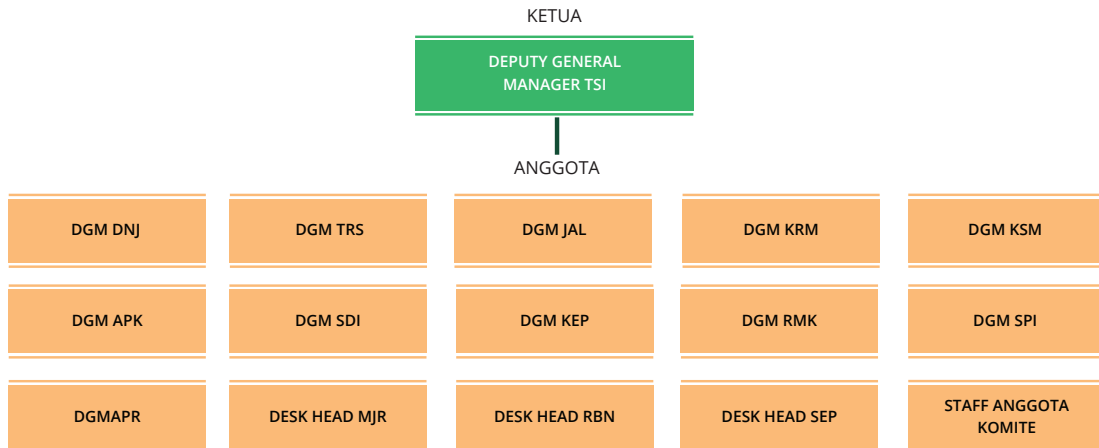 KETUA
DEPUTY GENERAL
MANAGER TSI
ANGGOTA
DGM DNJ
DGM TRS
DGM JAL
DGM KRM
DGM KSM
DGM APK
DGM SDI
DGM KEP
DGM RMK
DGM SPI
DGMAPR
DESK HEAD MJR
DESK HEAD RBN
DESK HEAD SEP
STAFF ANGGOTA
KOMITE